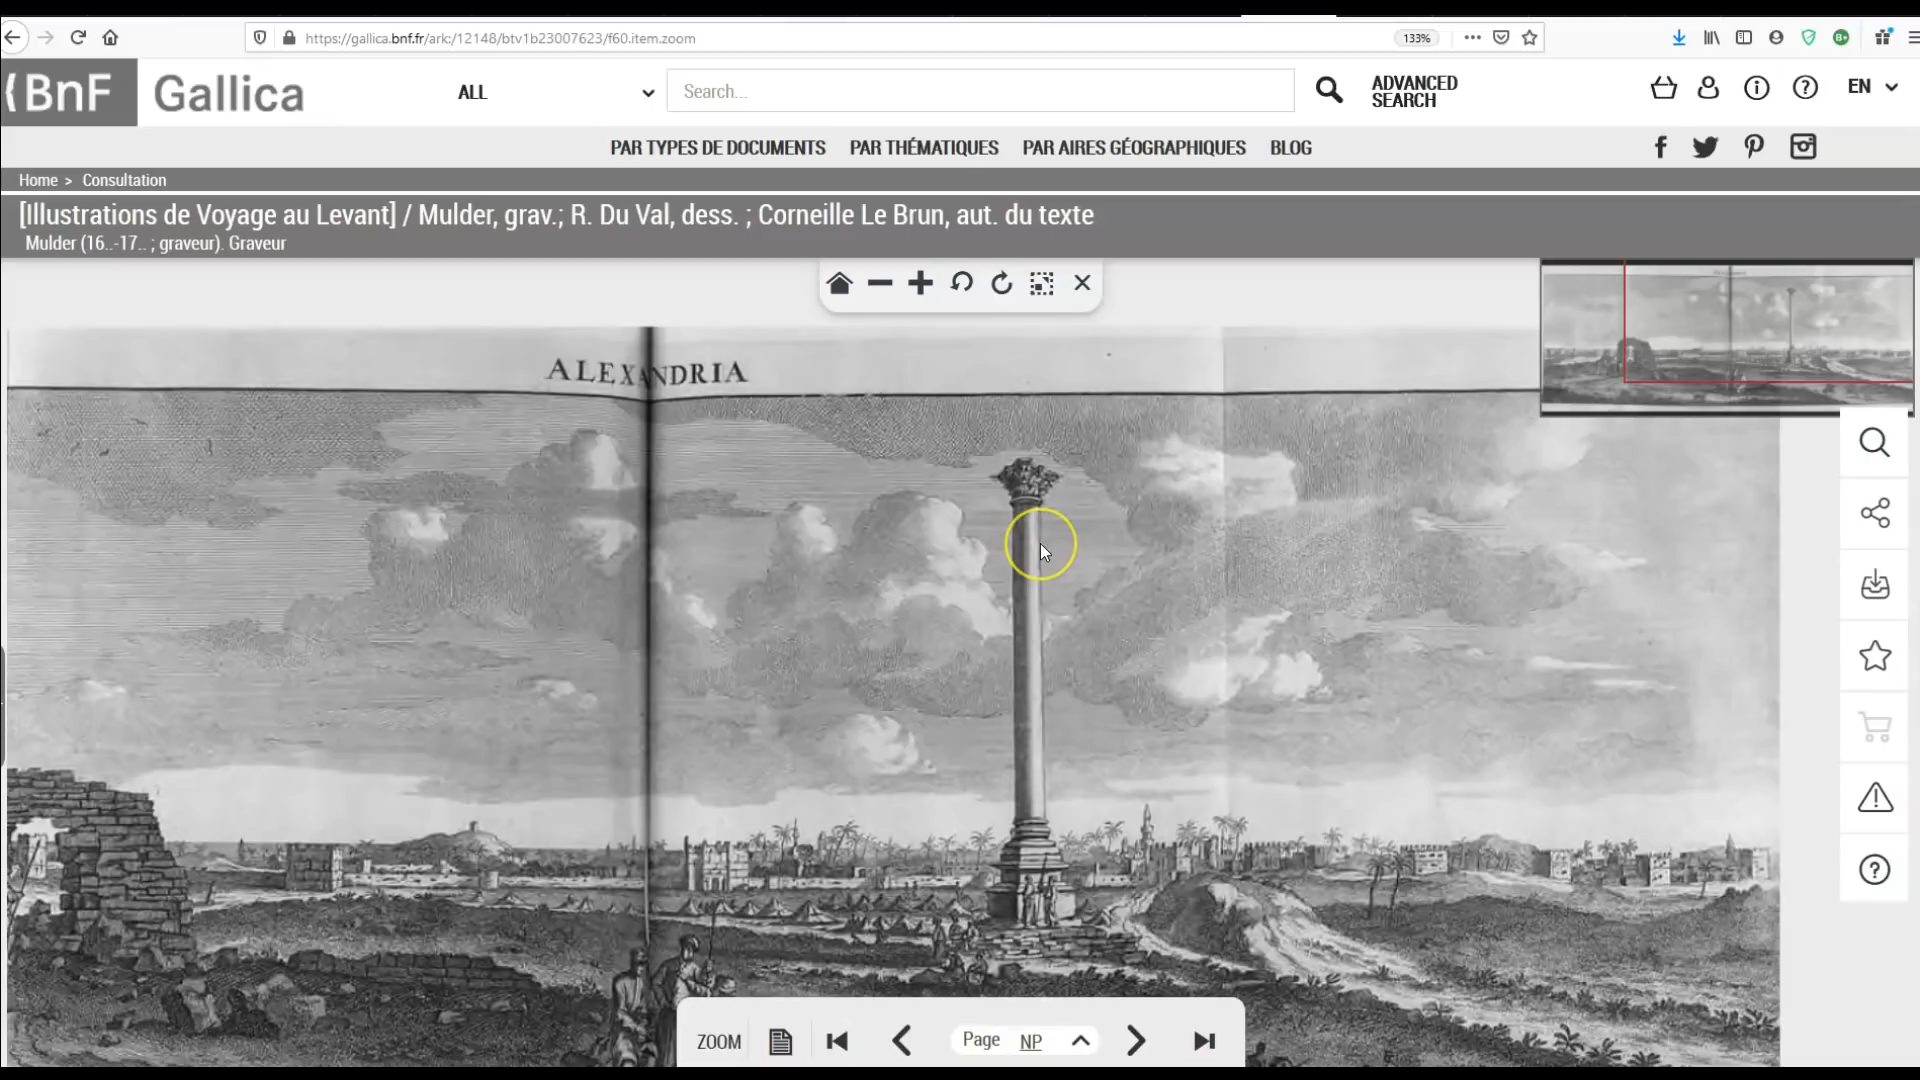 https://gallica.bnf.fr/ark:/12148/btv1b23007623/f60.item.zoom
133%
BnF Gallica
ALL
Search...
ADVANCED
SEARCH
EN
PAR TYPES DE DOCUMENTS PAR THÉMATIQUES PAR AIRES GÉOGRAPHIQUES BLOG
Home > Consultation
[Illustrations de Voyage au Levant] / Mulder, grav.; R. Du Val, dess. ; Corneille Le Brun, aut. du texte
Mulder (16..-17.. ; graveur). Graveur
ALEXANDRIA
ZOOM
Page NP